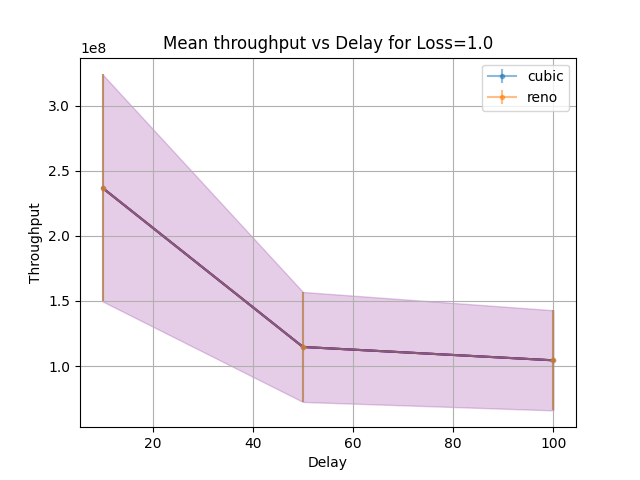 Mean throughput vs Delay for Loss=1.0
1e8
cubic
reno
3.0
2.5
2.0
1.5
1.0
Throughput
20 40 60 80 100
Delay